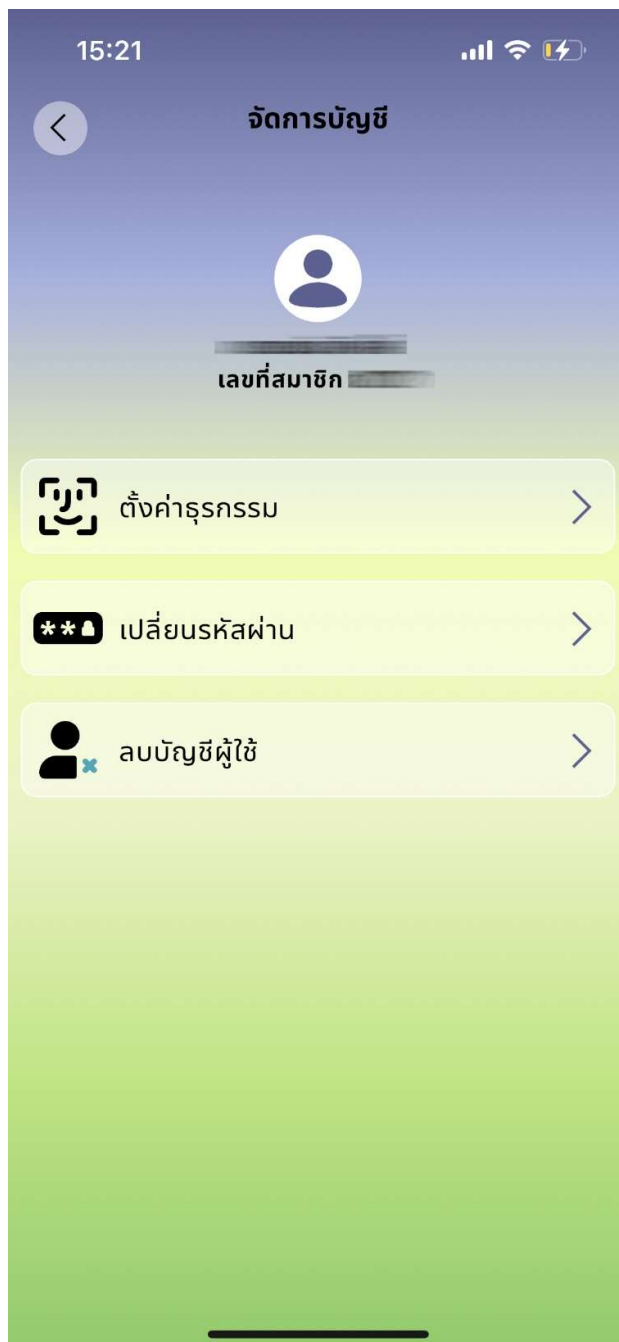 15:21
จัดการบัญชี
เลขที่สมาชิก
ตั้งค่าธุรกรรม
** เปลี่ยนรหัสผ่าน
ลบบัญชีผู้ใช้